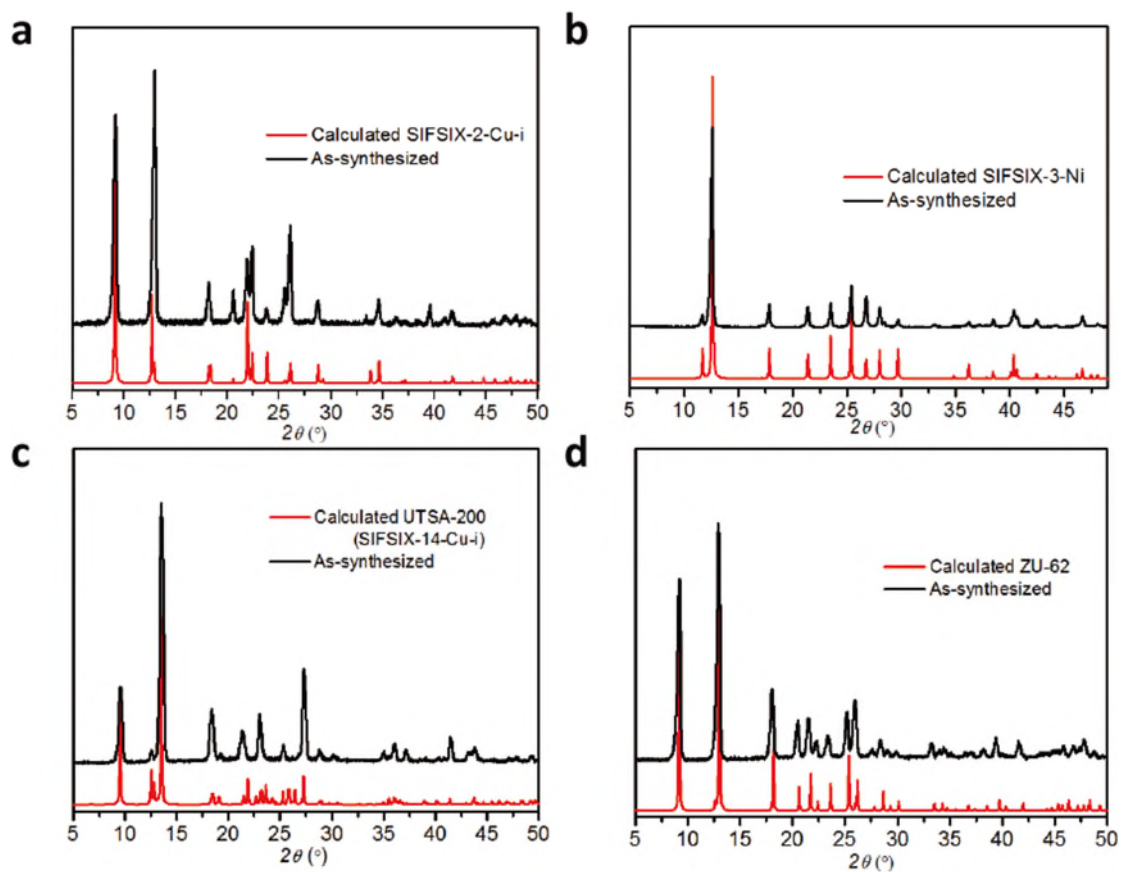 a
Calculated SIFSIX-2-Cu-i
As-synthesized
5 10 15 20 25 30 35 40 45 50
2θ (°)
b
Calculated SIFSIX-3-Ni
As-synthesized
5 10 15 20 25 30 35 40 45
2θ (°)
c
Calculated UTSA-200
(SIFSIX-14-Cu-i)
As-synthesized
5 10 15 20 25 30 35 40 45 50
2θ (°)
d
Calculated ZU-62
As-synthesized
5 10 15 20 25 30 35 40 45 50
2θ (°)